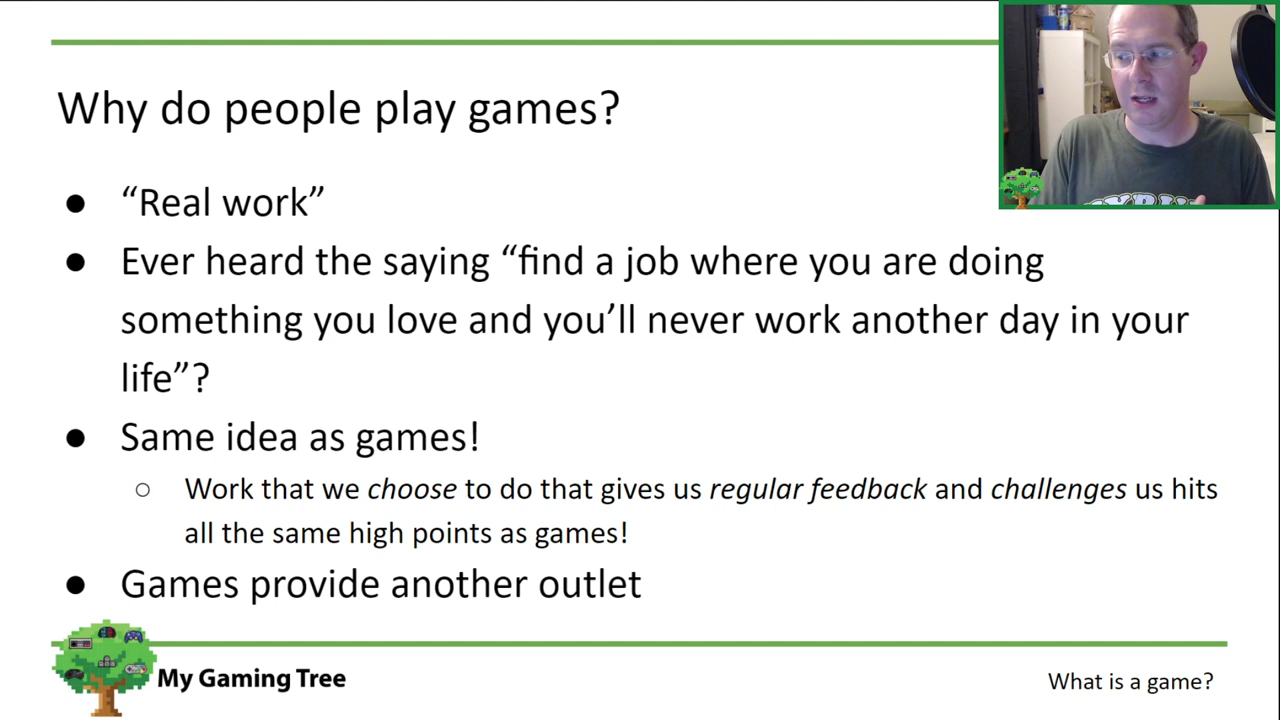 Why do people play games?
● “Real work”
● Ever heard the saying “find a job where you are doing
something you love and you’ll never work another day in your
life”?
● Same idea as games!
○ Work that we choose to do that gives us regular feedback and challenges us hits
all the same high points as games!
● Games provide another outlet
My Gaming Tree
What is a game?